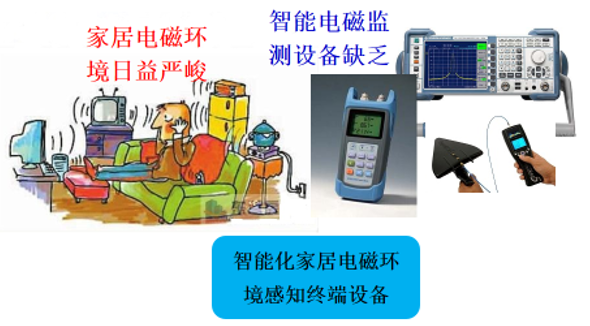 家居电磁环
境日益严峻
智能电磁监
测设备缺乏
智能化家居电磁环
境感知终端设备